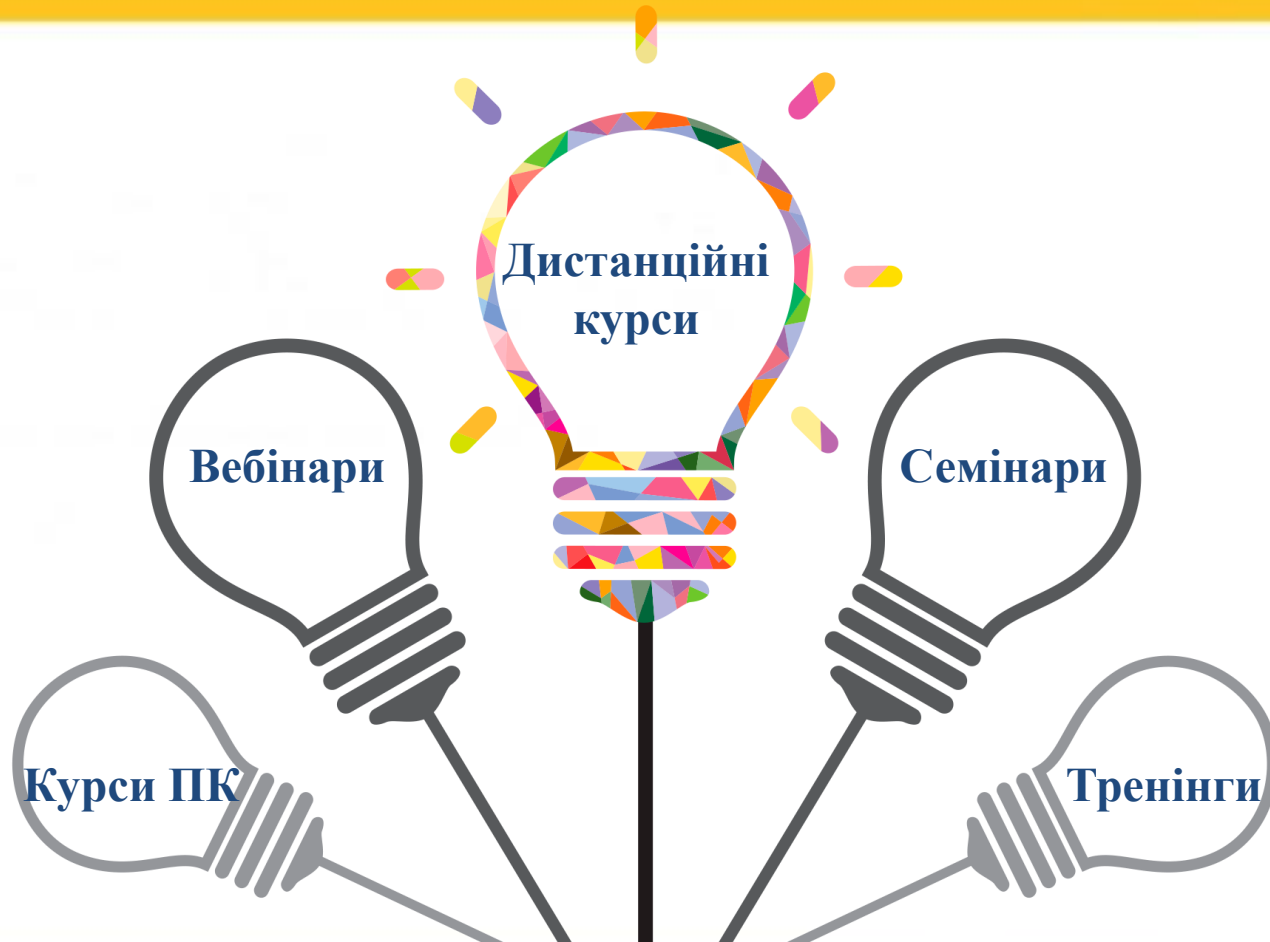 Дистанційні
курси
Вебінари
Семінари
Курси ПК
Тренінги